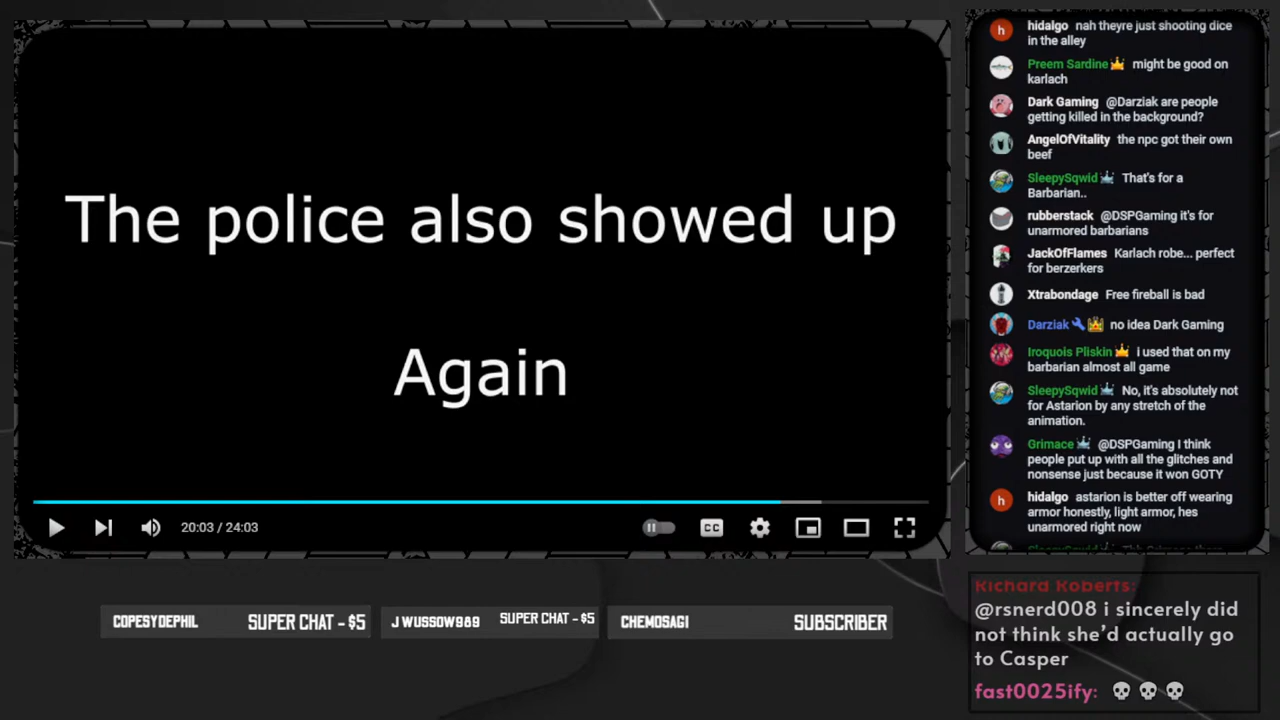 The police also showed up
Again
20:03 / 24:03
CC
COPESYDEPHIL SUPER CHAT - $5
J WUSSOW989 SUPER CHAT - $5
CHEMOSAGI SUBSCRIBER
h
hidalgo nah theyre just shooting dice
in the alley
Preem Sardine might be good on
karlach
Dark Gaming @Darziak are people
getting killed in the background?
AngelOfVitality the npc got their own
beef
SleepySqwid That's for a
Barbarian..
rubberstack @DSPGaming it's for
unarmored barbarians
JackOfFlames Karlach robe... perfect
for berzerkers
Xtrabondage Free fireball is bad
Darziak no idea Dark Gaming
Iroquois Pliskin i used that on my
barbarian almost all game
SleepySqwid No, it's absolutely not
for Astarion by any stretch of the
animation.
Grimace @DSPGaming I think
people put up with all the glitches and
nonsense just because it won GOTY
h
hidalgo astarion is better off wearing
armor honestly, light armor, hes
unarmored right now
Richard Roberts:
@rsnerd008 i sincerely did
not think she'd actually go
to Casper
fast0025ify: 💀 💀 💀